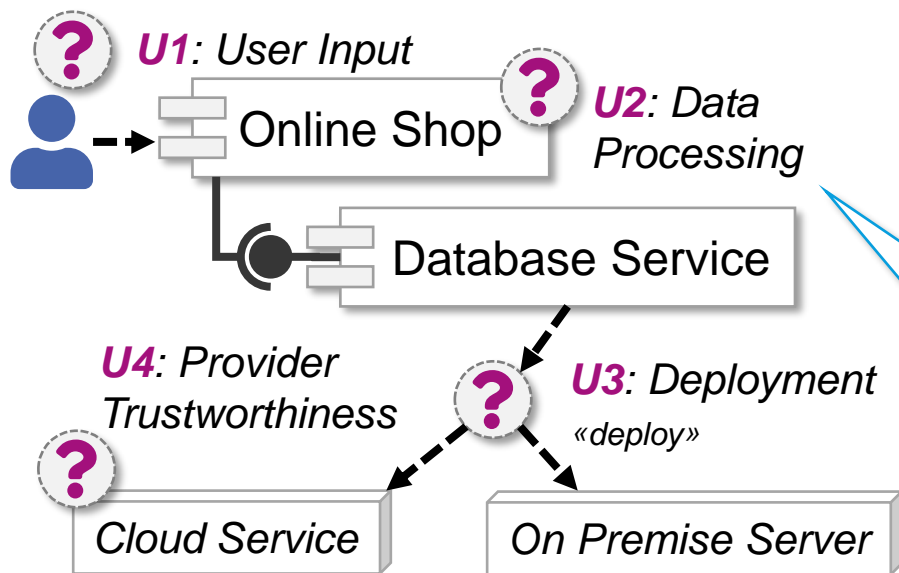 ?
U1: User Input
Online Shop
?
U2: Data
Processing
Database Service
U4: Provider
Trustworthiness
?
U3: Deployment
«deploy»
?
Cloud Service
On Premise Server